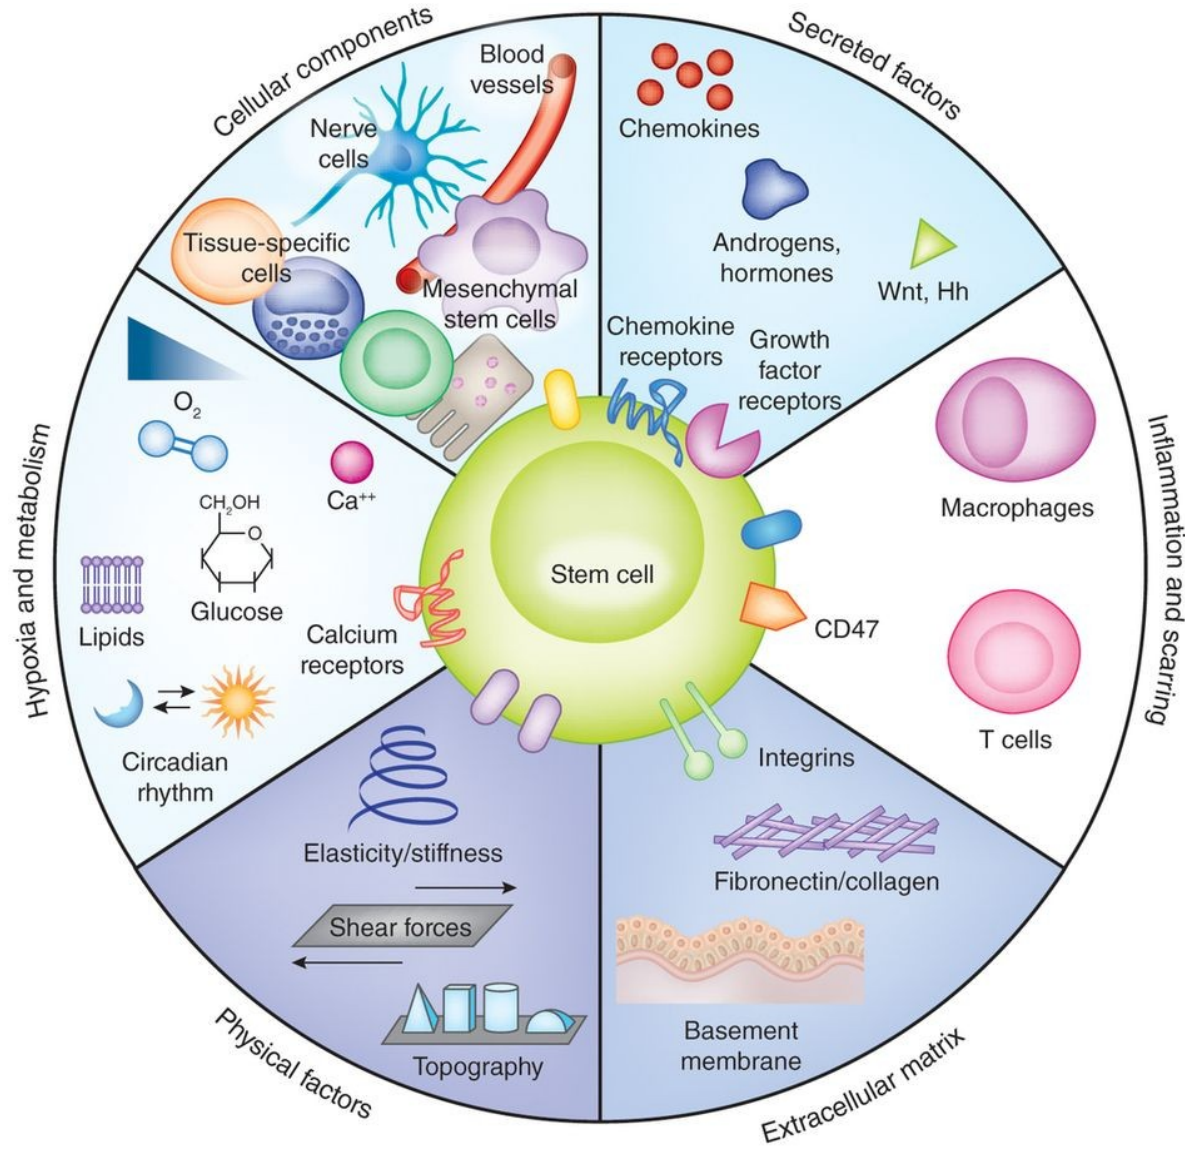 Cellular components
Blood
vessels
Nerve
cells
Tissue-specific
cells
Mesenchymal
stem cells
Secreted factors
Chemokines
Androgens,
hormones
Wnt, Hh
Chemokine
receptors
Growth
factor
receptors
Inflammation and scarring
Macrophages
CD47
T cells
Stem cell
Hypoxia and metabolism
O₂
Ca⁺⁺
CH₂OH
O
Glucose
Lipids
Calcium
receptors
Circadian
rhythm
Physical factors
Elasticity/stiffness
Shear forces
Topography
Extracellular matrix
Integrins
Fibronectin/collagen
Basement
membrane